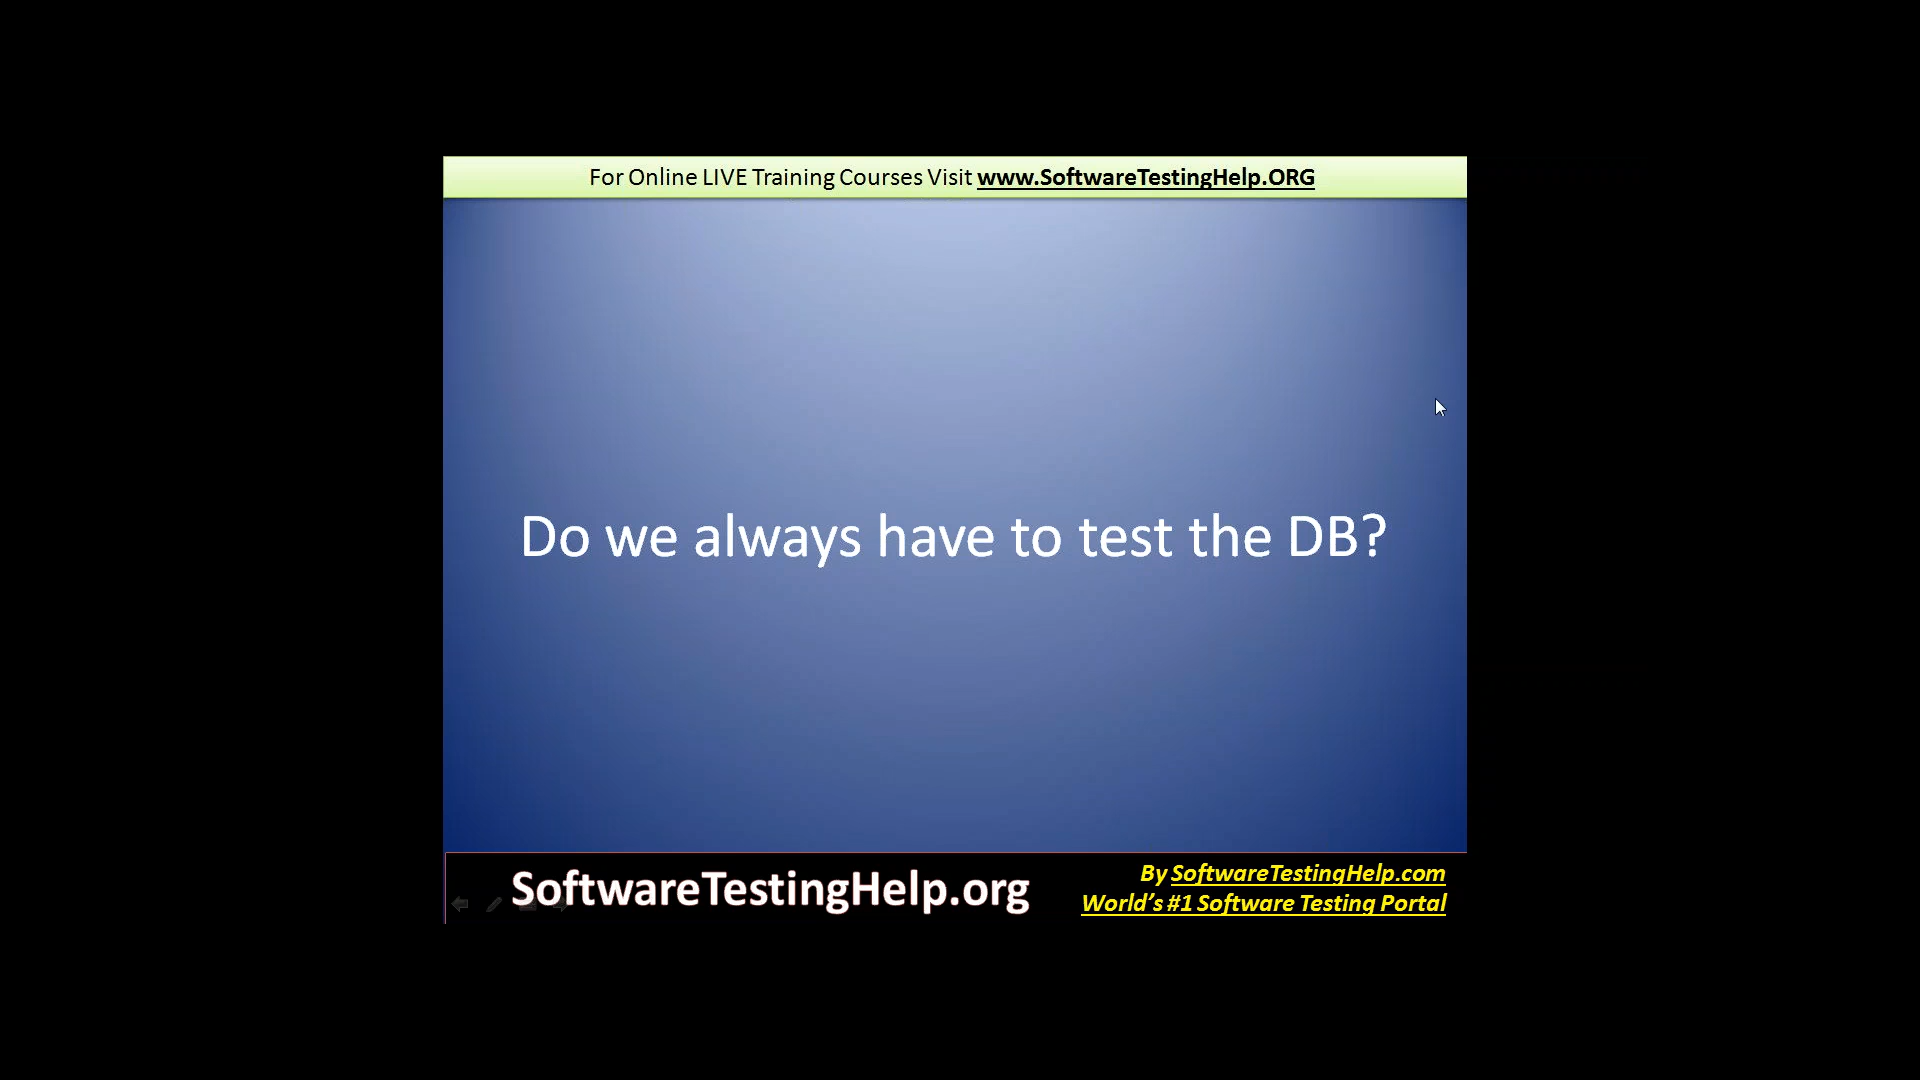 For Online LIVE Training Courses Visit www.SoftwareTestingHelp.ORG
Do we always have to test the DB?
SoftwareTestingHelp.org
By SoftwareTestingHelp.com
World’s #1 Software Testing Portal